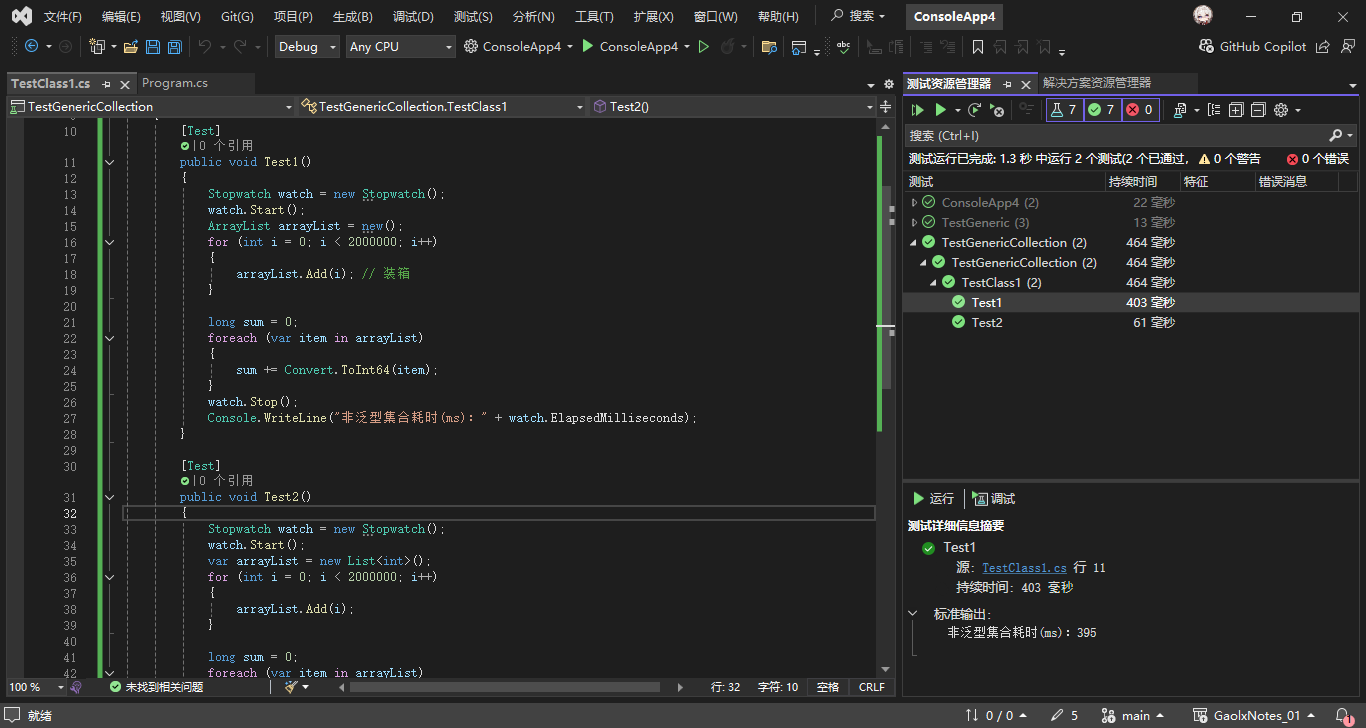 文件(F) 编辑(E) 视图(V) Git(G) 项目(P) 生成(B) 调试(D) 测试(S) 分析(N) 工具(T) 扩展(X) 窗口(W) 帮助(H) 搜索 ConsoleApp4
Debug Any CPU ConsoleApp4 ConsoleApp4 GitHub Copilot
TestClass1.cs Program.cs
TestGenericCollection TestGenericCollection.TestClass1 Test2()
10 [Test]
0 个引用
11 public void Test1()
12 {
13 Stopwatch watch = new Stopwatch();
14 watch.Start();
15 ArrayList arrayList = new();
16 for (int i = 0; i < 2000000; i++)
17 {
18 arrayList.Add(i); // 装箱
19 }
20
21 long sum = 0;
22 foreach (var item in arrayList)
23 {
24 sum += Convert.ToInt64(item);
25 }
26 watch.Stop();
27 Console.WriteLine("非泛型集合耗时(ms): " + watch.ElapsedMilliseconds);
28 }
29
30 [Test]
0 个引用
31 public void Test2()
32 {
33 Stopwatch watch = new Stopwatch();
34 watch.Start();
35 var arrayList = new List<int>();
36 for (int i = 0; i < 2000000; i++)
37 {
38 arrayList.Add(i);
39 }
40
41 long sum = 0;
42 foreach (var item in arrayList)
100 % 未找到相关问题 行: 32 字符: 10 空格 CRLF
测试资源管理器 解决方案资源管理器
7 7 0
搜索 (Ctrl+I)
测试运行已完成: 1.3 秒 中运行 2 个测试(2 个已通过, 0 个警告 0 个错误
测试 持续时间 特征 错误消息
ConsoleApp4 (2) 22 毫秒
TestGeneric (3) 13 毫秒
TestGenericCollection (2) 464 毫秒
TestGenericCollection (2) 464 毫秒
TestClass1 (2) 464 毫秒
Test1 403 毫秒
Test2 61 毫秒
运行 调试
测试详细信息摘要
Test1
源: TestClass1.cs 行 11
持续时间: 403 毫秒
标准输出:
非泛型集合耗时(ms): 395
就绪 0 / 0 5 main GaolxNotes_01 1